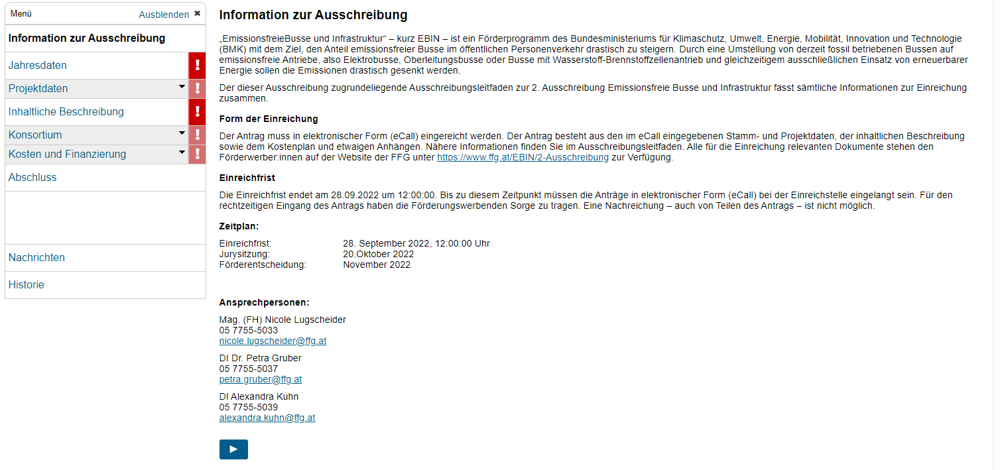 Menü
Ausblenden ✖
Information zur Ausschreibung
Jahresdaten
Projektdaten
Inhaltliche Beschreibung
Konsortium
Kosten und Finanzierung
Abschluss
Nachrichten
Historie
Information zur Ausschreibung
„EmissionsfreieBusse und Infrastruktur“ – kurz EBIN – ist ein Förderprogramm des Bundesministeriums für Klimaschutz, Umwelt, Energie, Mobilität, Innovation und Technologie
(BMK) mit dem Ziel, den Anteil emissionsfreier Busse im öffentlichen Personenverkehr drastisch zu steigern. Durch eine Umstellung von derzeit fossil betriebenen Bussen auf
emissionsfreie Antriebe, also Elektrobusse, Oberleitungsbusse oder Busse mit Wasserstoff-Brennstoffzellenantrieb und gleichzeitigem ausschließlichen Einsatz von erneuerbarer
Energie sollen die Emissionen drastisch gesenkt werden.
Der dieser Ausschreibung zugrundeliegende Ausschreibungsleitfaden zur 2. Ausschreibung Emissionsfreie Busse und Infrastruktur fasst sämtliche Informationen zur Einreichung
zusammen.
Form der Einreichung
Der Antrag muss in elektronischer Form (eCall) eingereicht werden. Der Antrag besteht aus den im eCall eingegebenen Stamm- und Projektdaten, der inhaltlichen Beschreibung
sowie dem Kostenplan und etwaigen Anhängen. Nähere Informationen finden Sie im Ausschreibungsleitfaden. Alle für die Einreichung relevanten Dokumente stehen den
Förderwerber:innen auf der Website der FFG unter https://www.ffg.at/EBIN/2-Ausschreibung zur Verfügung.
Einreichfrist
Die Einreichfrist endet am 28.09.2022 um 12:00:00. Bis zu diesem Zeitpunkt müssen die Anträge in elektronischer Form (eCall) bei der Einreichstelle eingelangt sein. Für den
rechtzeitigen Eingang des Antrags haben die Förderungswerbenden Sorge zu tragen. Eine Nachreichung – auch von Teilen des Antrags – ist nicht möglich.
Zeitplan:
Einreichfrist: 28. September 2022, 12:00:00 Uhr
Jurysitzung: 20.Oktober 2022
Förderentscheidung: November 2022
Ansprechpersonen:
Mag. (FH) Nicole Lugscheider
05 7755-5033
nicole.lugscheider@ffg.at
DI Dr. Petra Gruber
05 7755-5037
petra.gruber@ffg.at
DI Alexandra Kuhn
05 7755-5039
alexandra.kuhn@ffg.at